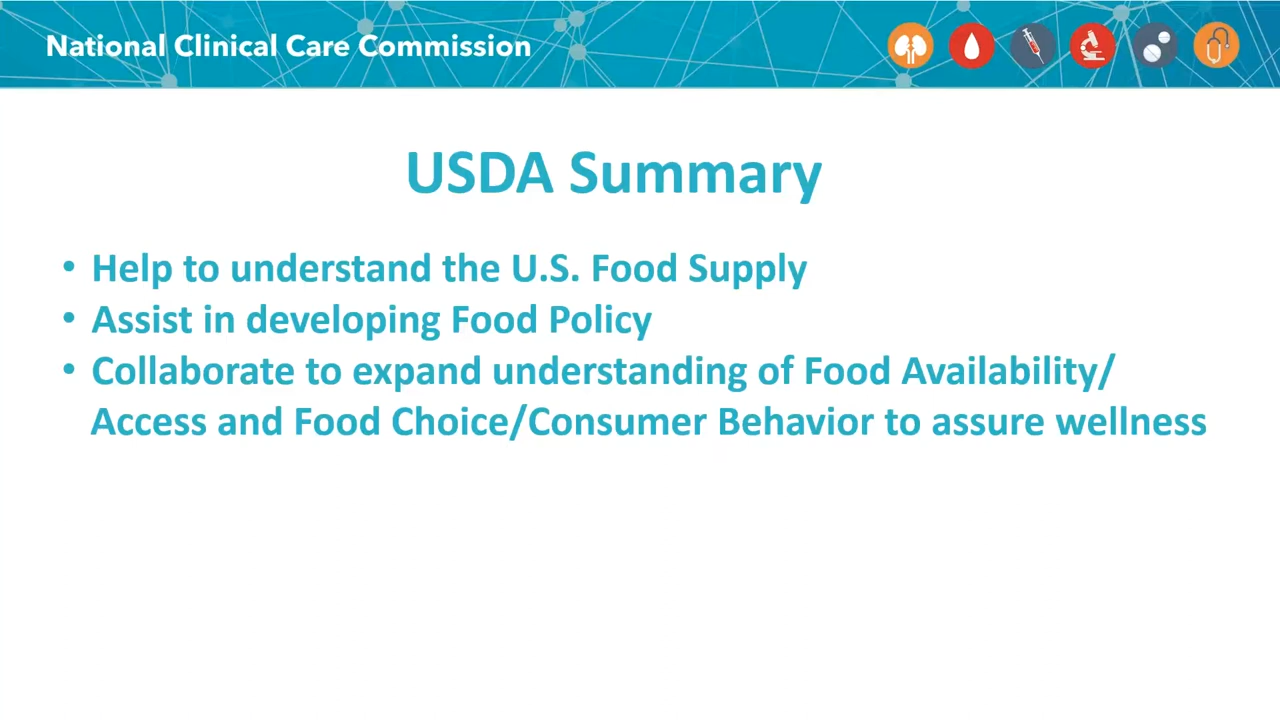 National Clinical Care Commission
USDA Summary
• Help to understand the U.S. Food Supply
• Assist in developing Food Policy
• Collaborate to expand understanding of Food Availability/
Access and Food Choice/Consumer Behavior to assure wellness